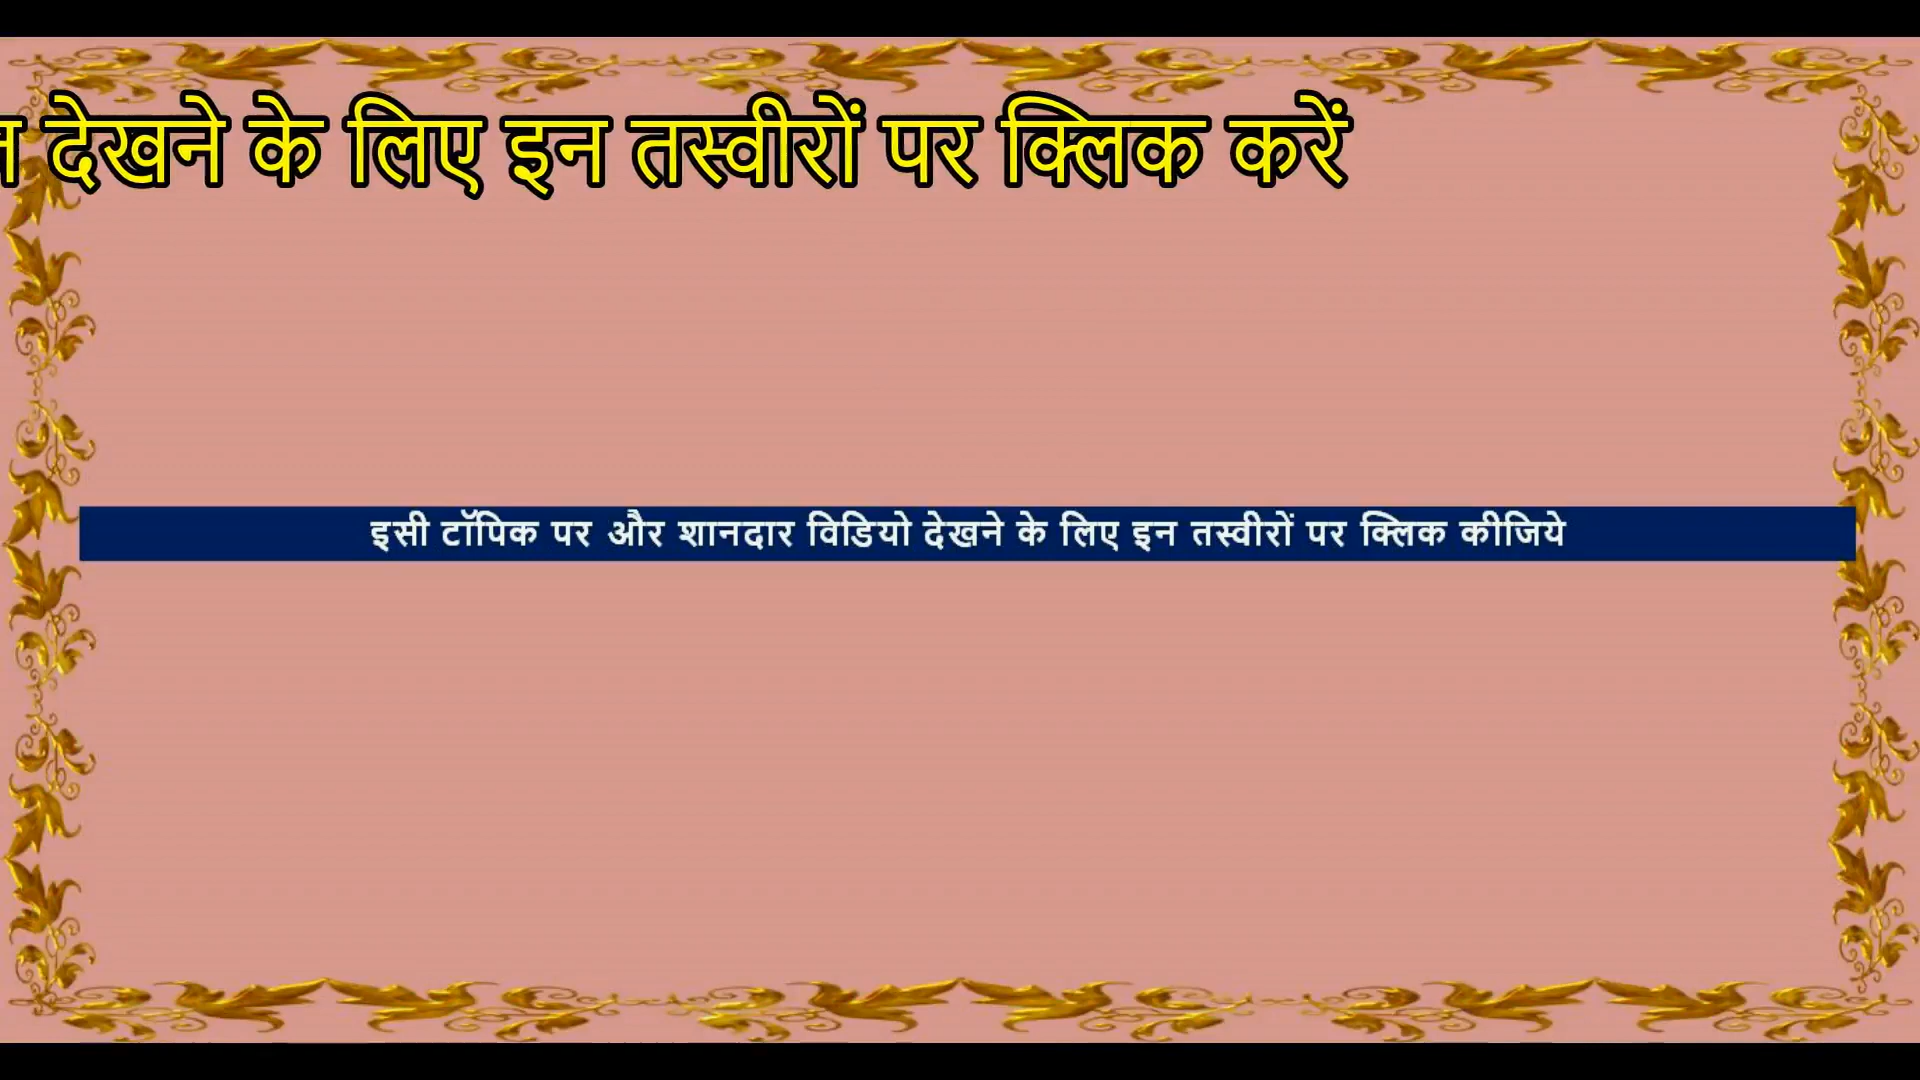 देखने के लिए इन तस्वीरों पर क्लिक करें
इसी टॉपिक पर और शानदार विडियो देखने के लिए इन तस्वीरों पर क्लिक कीजिये